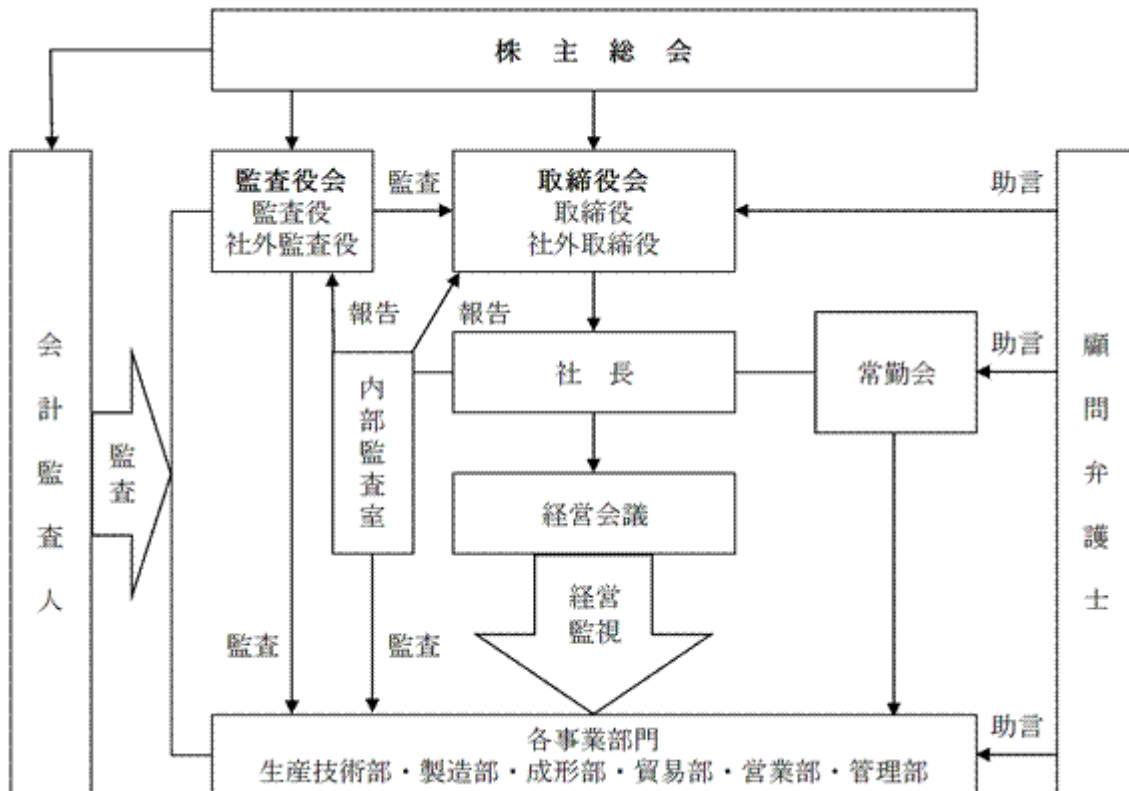 株　主　総　会
監査役会
監査役
社外監査役
監査
取締役会
取締役
社外取締役
助言
報告
報告
会計監査人
監査
内部監査室
社　長
常勤会
助言
顧問弁護士
経営会議
経営
監視
監査
監査
各事業部門
生産技術部・製造部・成形部・貿易部・営業部・管理部
助言